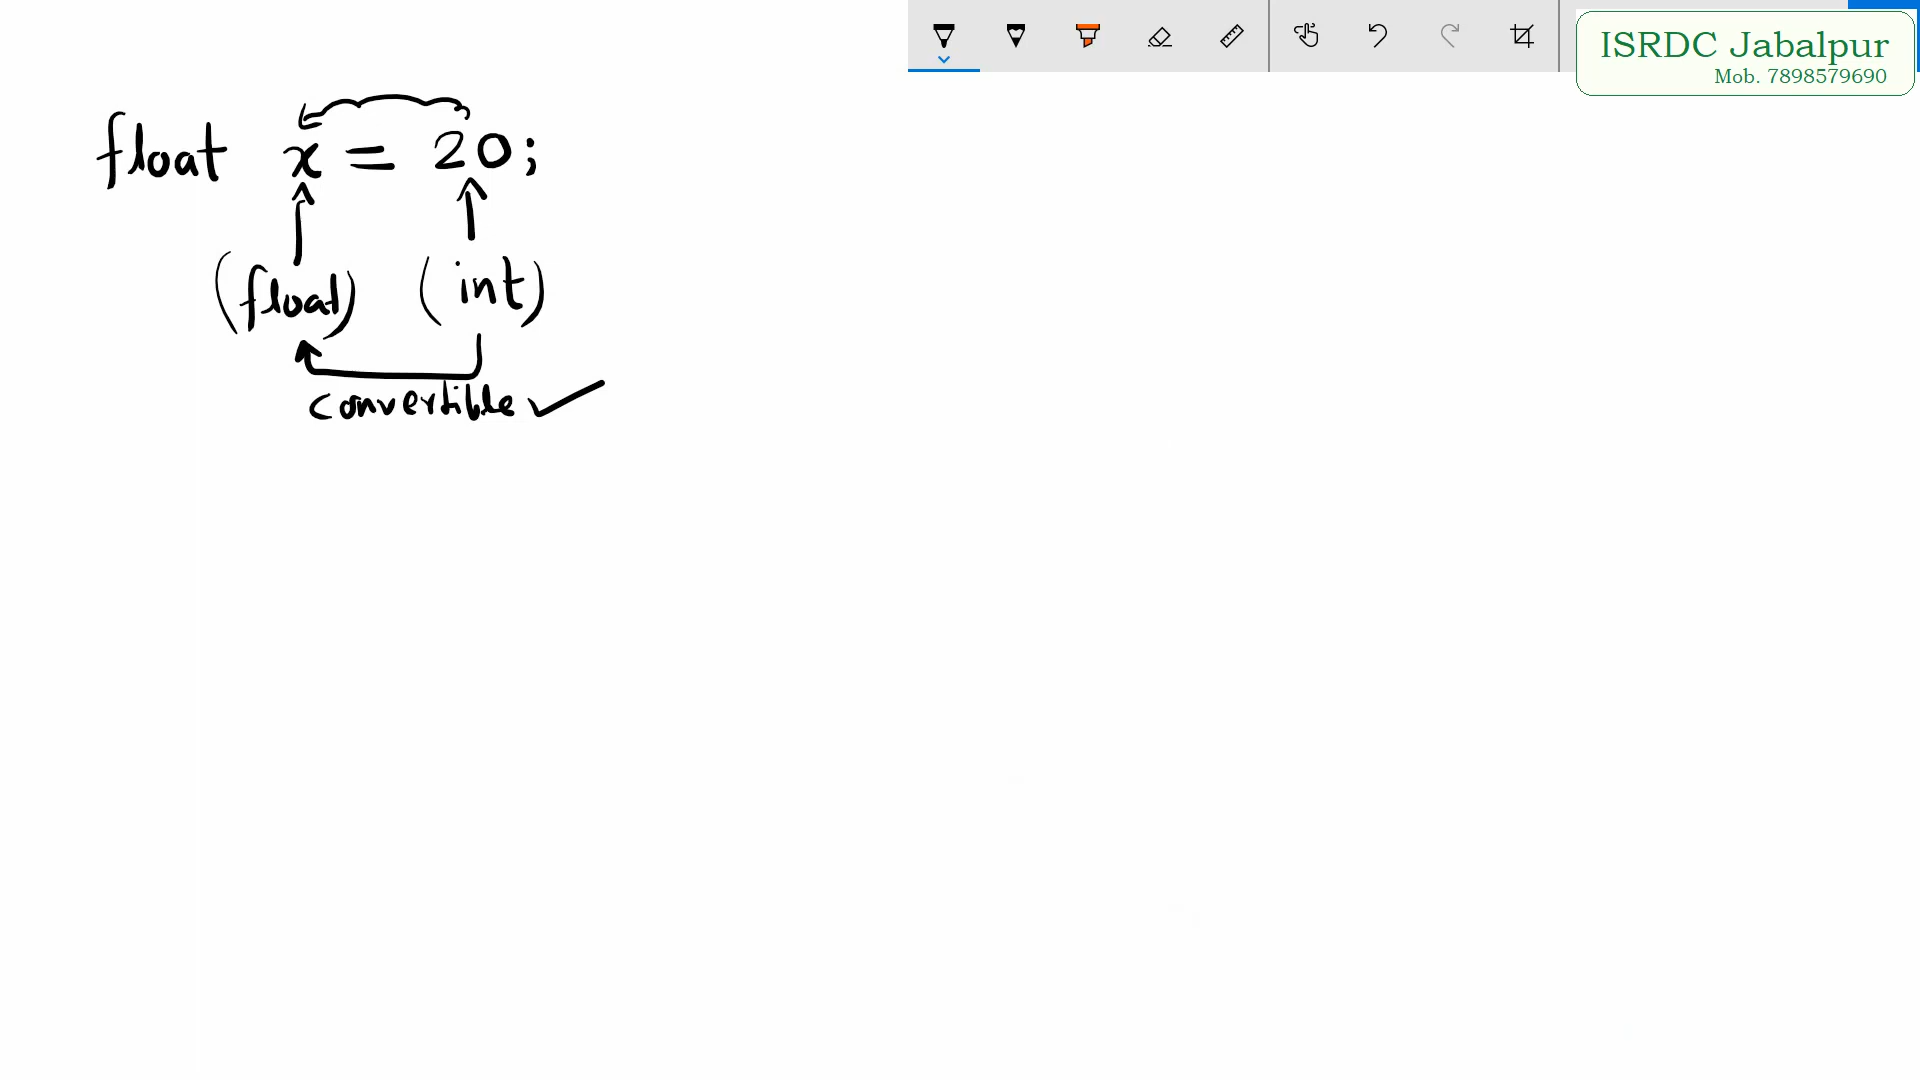 ISRDC Jabalpur
Mob. 7898579690
float x = 20;
(float) (int)
convertible